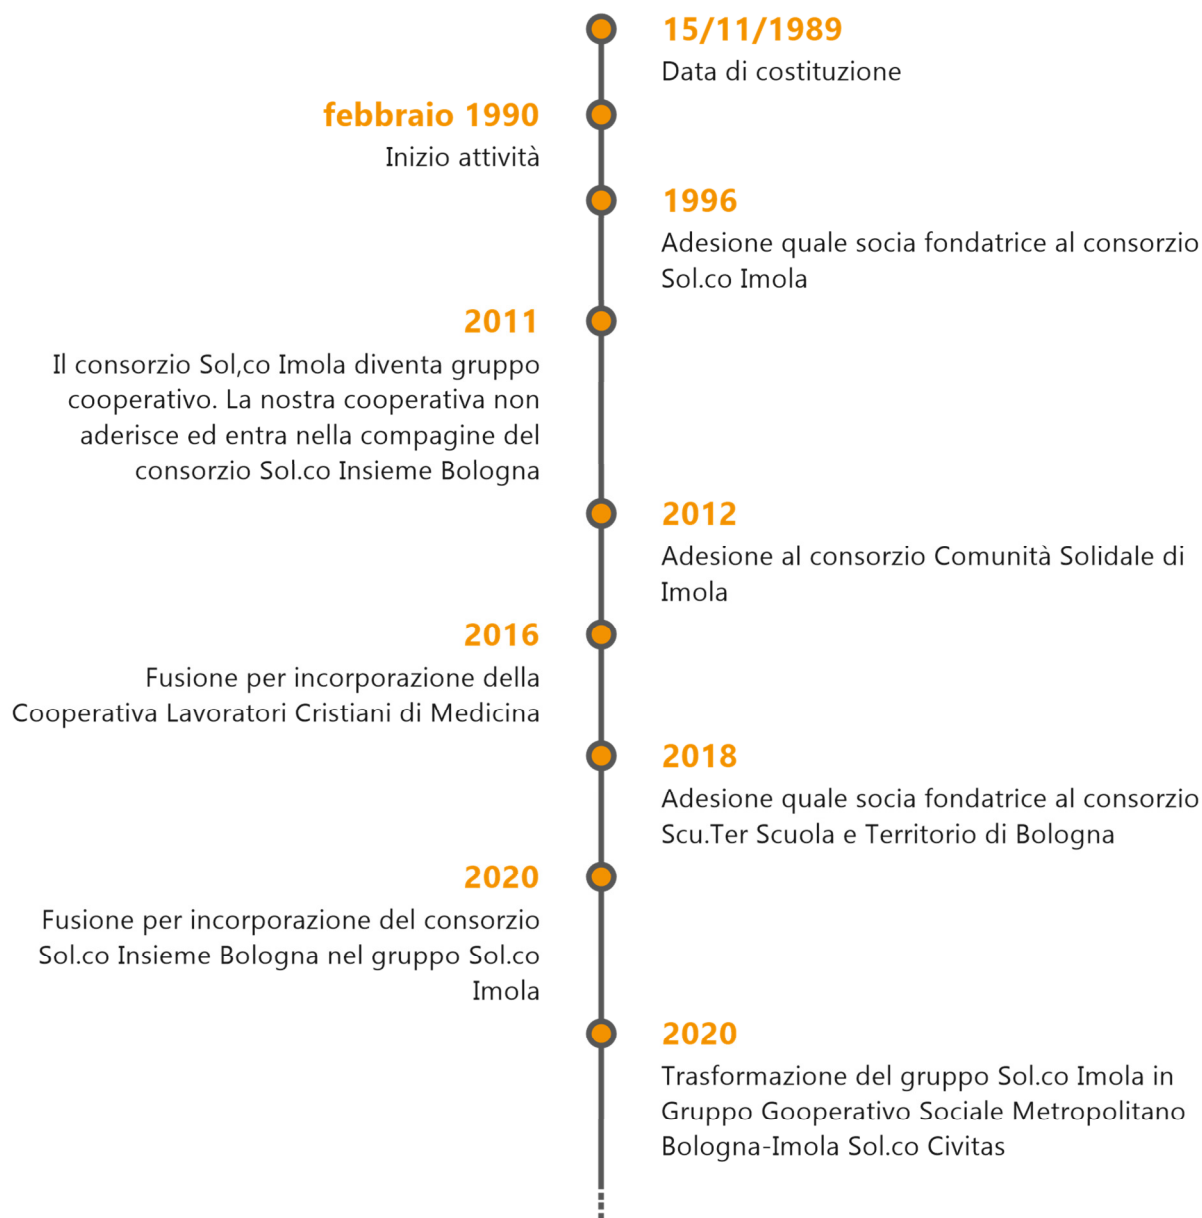 15/11/1989
Data di costituzione
febbraio 1990
Inizio attività
1996
Adesione quale socia fondatrice al consorzio
Sol.co Imola
2011
Il consorzio Sol,co Imola diventa gruppo
cooperativo. La nostra cooperativa non
aderisce ed entra nella compagine del
consorzio Sol.co Insieme Bologna
2012
Adesione al consorzio Comunità Solidale di
Imola
2016
Fusione per incorporazione della
Cooperativa Lavoratori Cristiani di Medicina
2018
Adesione quale socia fondatrice al consorzio
Scu.Ter Scuola e Territorio di Bologna
2020
Fusione per incorporazione del consorzio
Sol.co Insieme Bologna nel gruppo Sol.co
Imola
2020
Trasformazione del gruppo Sol.co Imola in
Gruppo Gooperativo Sociale Metropolitano
Bologna-Imola Sol.co Civitas